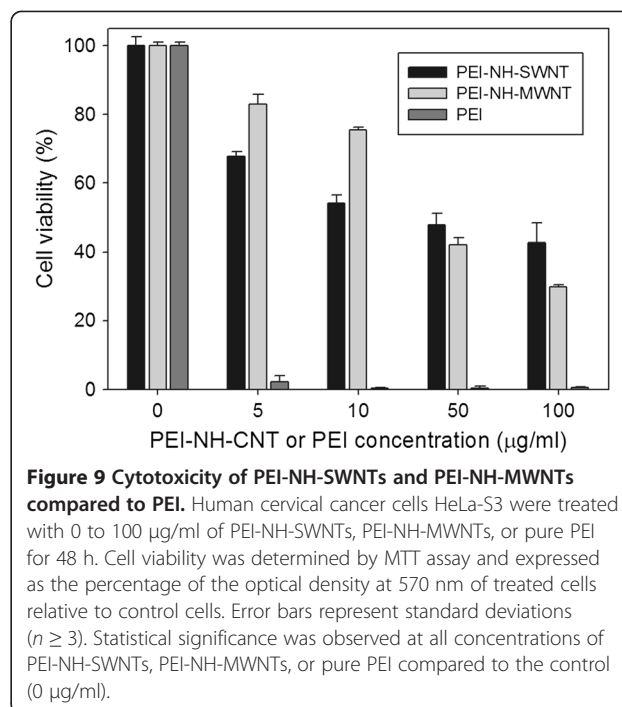 100
80
60
40
20
0
Cell viability (%)
PEI-NH-SWNT
PEI-NH-MWNT
PEI
0 5 10 50 100
PEI-NH-CNT or PEI concentration (µg/ml)
Figure 9 Cytotoxicity of PEI-NH-SWNTs and PEI-NH-MWNTs
compared to PEI. Human cervical cancer cells HeLa-S3 were treated
with 0 to 100 µg/ml of PEI-NH-SWNTs, PEI-NH-MWNTs, or pure PEI
for 48 h. Cell viability was determined by MTT assay and expressed
as the percentage of the optical density at 570 nm of treated cells
relative to control cells. Error bars represent standard deviations
(n ≥ 3). Statistical significance was observed at all concentrations of
PEI-NH-SWNTs, PEI-NH-MWNTs, or pure PEI compared to the control
(0 µg/ml).